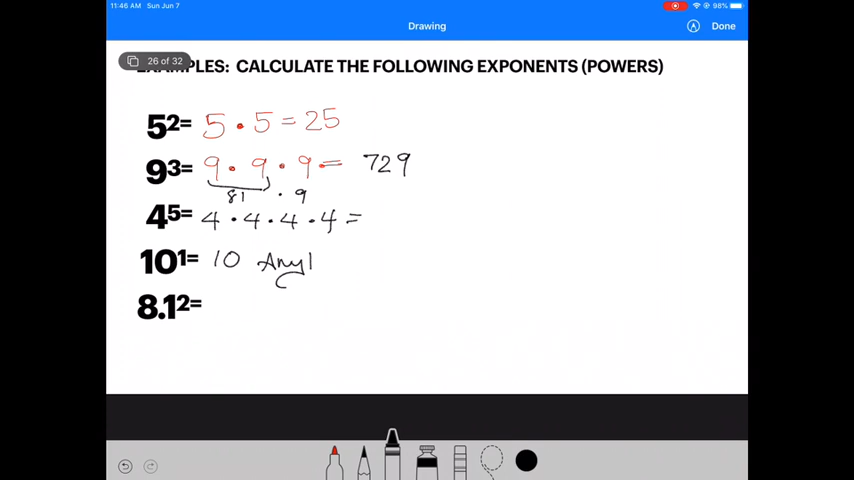 11:46 AM Sun Jun 7 98%
Drawing Done
26 of 32
EXAMPLES: CALCULATE THE FOLLOWING EXPONENTS (POWERS)
5²= 5 · 5 = 25
9³= 9 · 9 · 9 · = 729
81 · 9
4⁵= 4 · 4 · 4 · 4 =
10¹= 10 Any
8.1²=